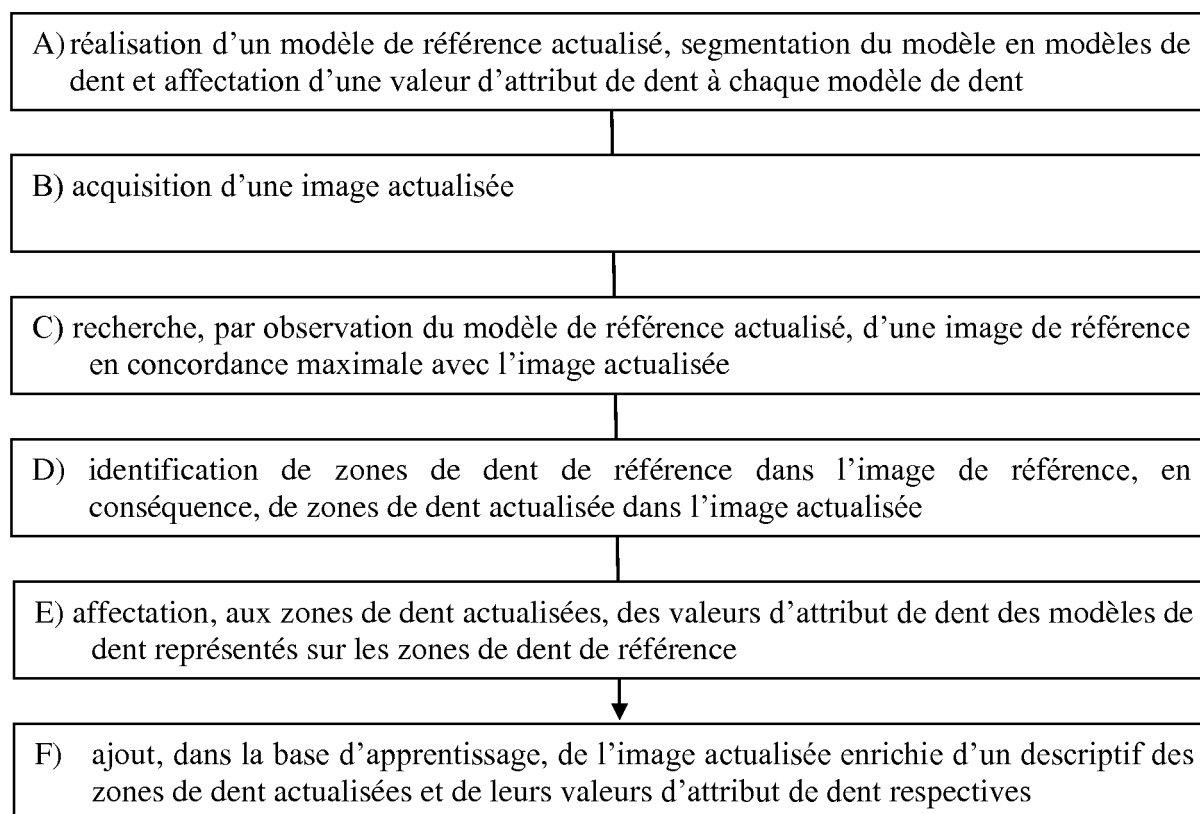 A) réalisation d’un modèle de référence actualisé, segmentation du modèle en modèles de
dent et affectation d’une valeur d’attribut de dent à chaque modèle de dent
B) acquisition d’une image actualisée
C) recherche, par observation du modèle de référence actualisé, d’une image de référence
en concordance maximale avec l’image actualisée
D) identification de zones de dent de référence dans l’image de référence, en
conséquence, de zones de dent actualisée dans l’image actualisée
E) affectation, aux zones de dent actualisées, des valeurs d’attribut de dent des modèles de
dent représentés sur les zones de dent de référence
F) ajout, dans la base d’apprentissage, de l’image actualisée enrichie d’un descriptif des
zones de dent actualisées et de leurs valeurs d’attribut de dent respectives